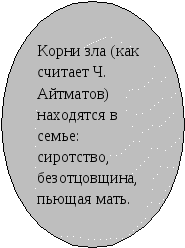 Корни зла (как
считает Ч.
Айтматов)
находятся в
семье:
сиротство,
безотцовщина,
пьющая мать.